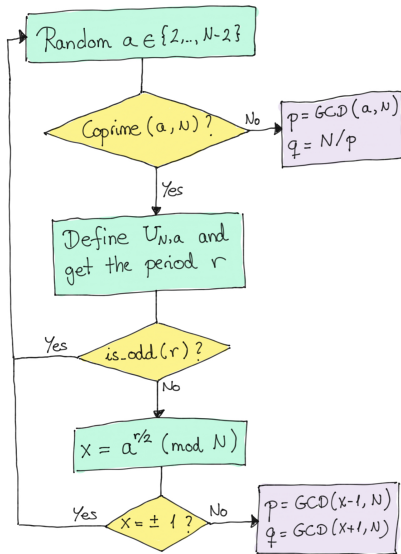 Random a ∈ {2,..,N-2}
Coprime (a, N) ?
No
p = GCD (a, N)
q = N/p
Yes
Define U_{N,a} and
get the period r
Yes
is_odd (r) ?
No
x = a^{r/2} (mod N)
Yes
x = ± 1 ?
No
p = GCD (x-1, N)
q = GCD (x+1, N)